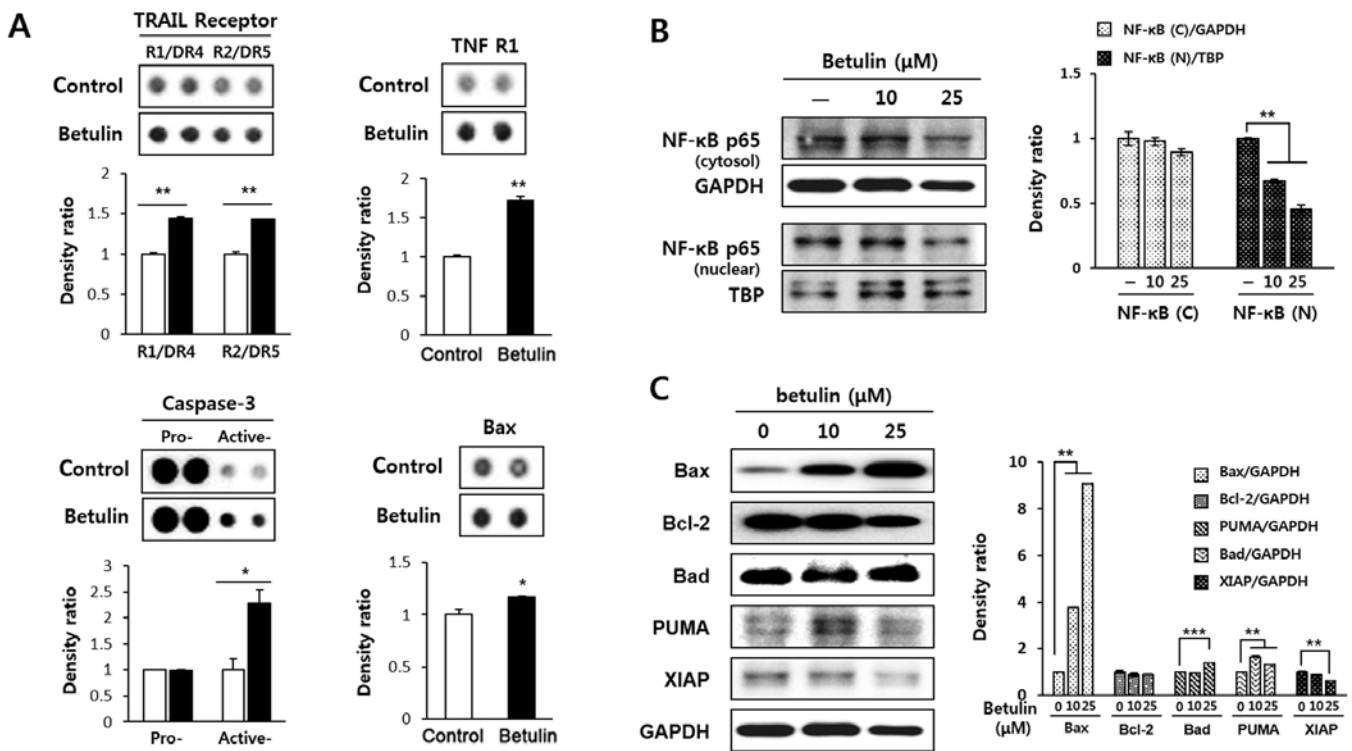 A
TRAIL Receptor
R1/DR4 R2/DR5
Control
Betulin
Density ratio
2
1.5
1
0.5
0
** **
R1/DR4 R2/DR5
TNF R1
Control
Betulin
Density ratio
2
1.5
1
0.5
0
**
Control Betulin
Caspase-3
Pro- Active-
Control
Betulin
Density ratio
3
2.5
2
1.5
1
0.5
0
*
Pro- Active-
Bax
Control
Betulin
Density ratio
1.5
1
0.5
0
*
Control Betulin
B
Betulin (μM)
— 10 25
NF-κB p65
(cytosol)
GAPDH
NF-κB p65
(nuclear)
TBP
NF-κB (C)/GAPDH
NF-κB (N)/TBP
Density ratio
1.5
1
0.5
0
**
– 10 25 – 10 25
NF-κB (C) NF-κB (N)
C
betulin (μM)
0 10 25
Bax
Bcl-2
Bad
PUMA
XIAP
GAPDH
Density ratio
10
8
6
4
2
0
**
*** ** **
Bax/GAPDH
Bcl-2/GAPDH
PUMA/GAPDH
Bad/GAPDH
XIAP/GAPDH
Betulin 0 10 25 0 10 25 0 10 25 0 10 25 0 10 25
(μM) Bax Bcl-2 Bad PUMA XIAP